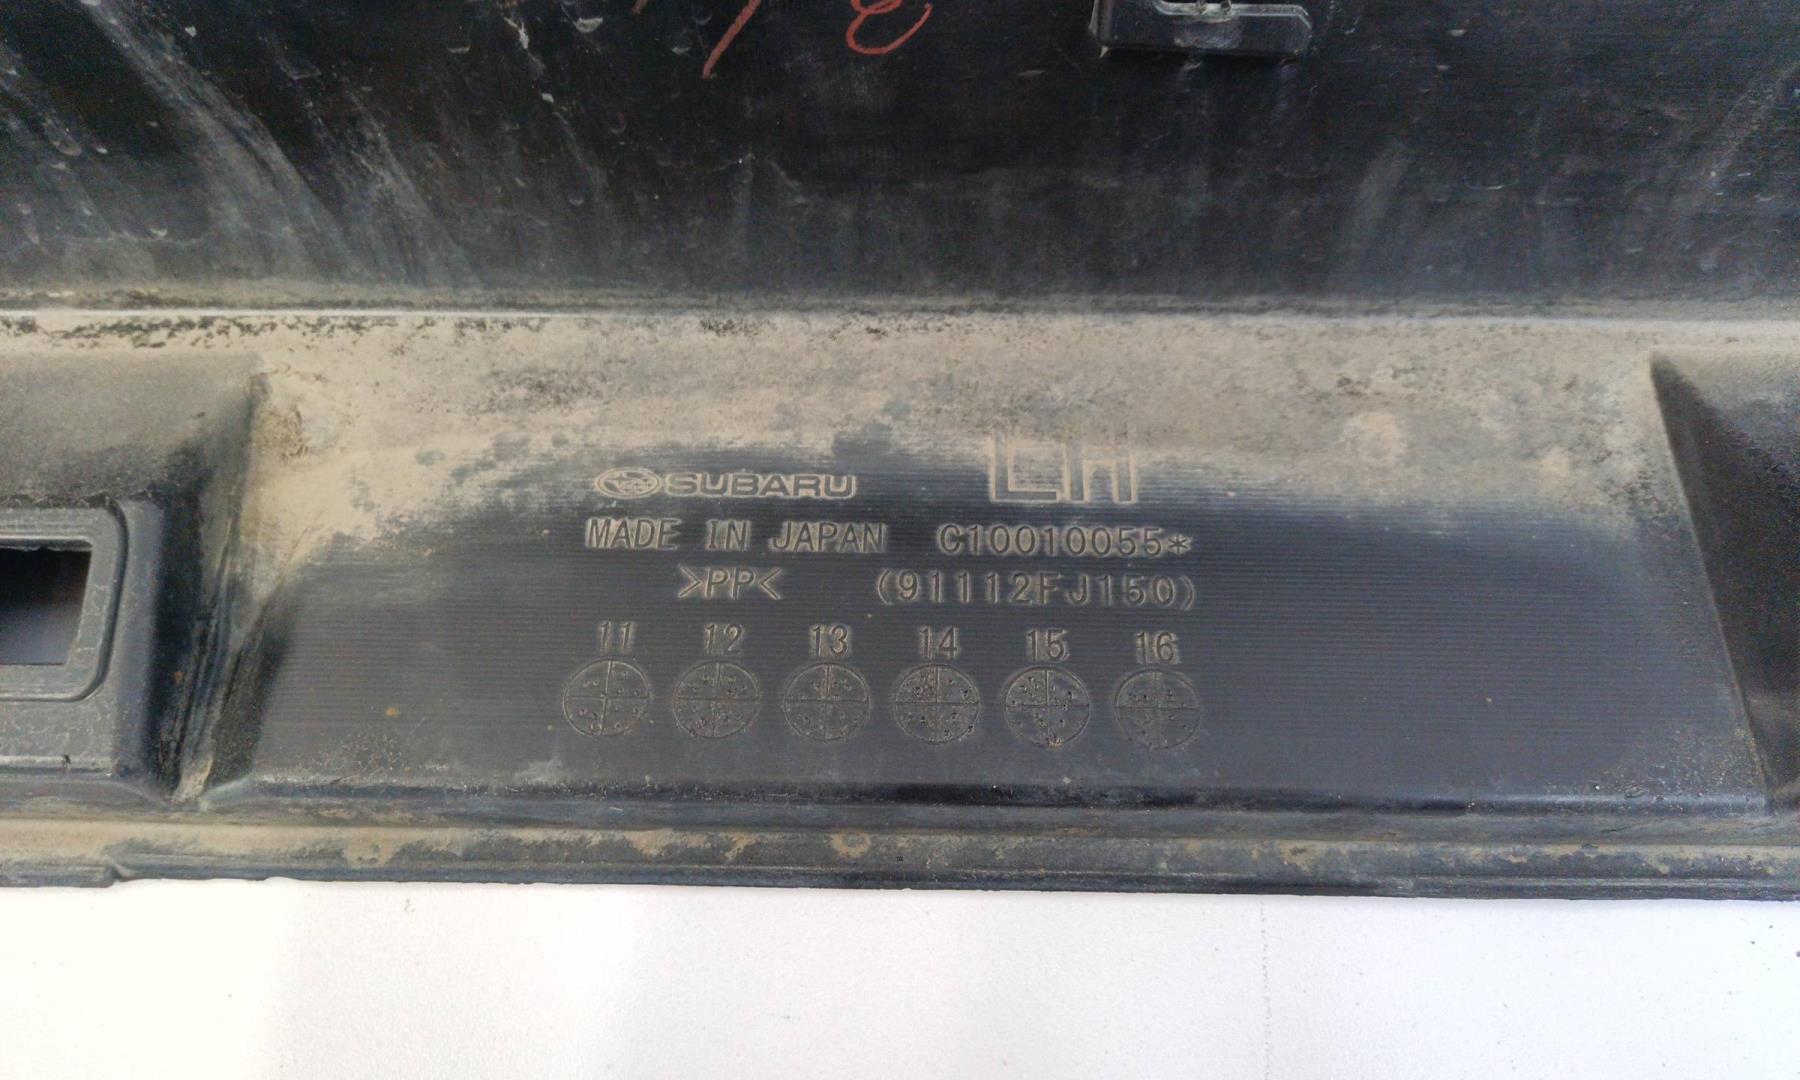 SUBARU LH
MADE IN JAPAN C10010055*
>PP< (91112FJ150)
11 12 13 14 15 16